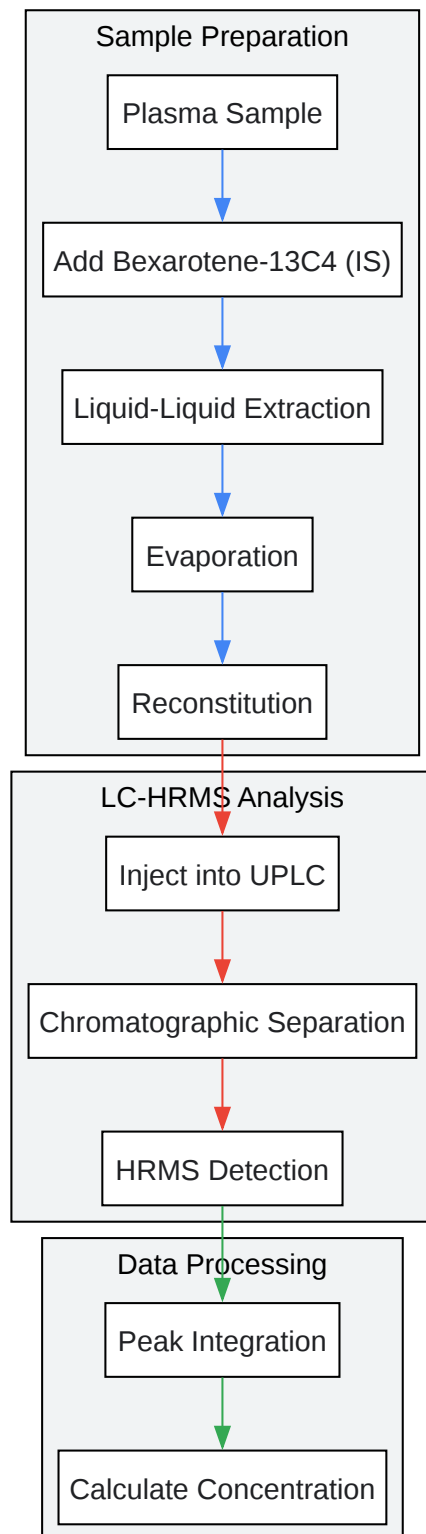 Sample Preparation
Plasma Sample
Add Bexarotene-13C4 (IS)
Liquid-Liquid Extraction
Evaporation
Reconstitution
LC-HRMS Analysis
Inject into UPLC
Chromatographic Separation
HRMS Detection
Data Processing
Peak Integration
Calculate Concentration